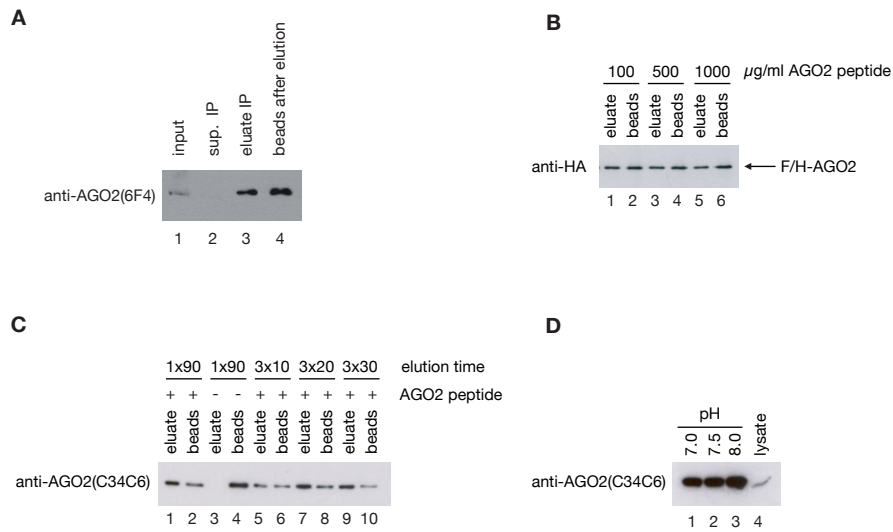 A
input
sup. IP
eluate IP
beads after elution
anti-AGO2(6F4)
1 2 3 4
B
100 500 1000 µg/ml AGO2 peptide
eluate beads eluate beads eluate beads
anti-HA F/H-AGO2
1 2 3 4 5 6
C
1x90 1x90 3x10 3x20 3x30 elution time
+ + - - + + + + + + AGO2 peptide
eluate beads eluate beads eluate beads eluate beads eluate beads
anti-AGO2(C34C6)
1 2 3 4 5 6 7 8 9 10
D
pH
7.0 7.5 8.0 lysate
anti-AGO2(C34C6)
1 2 3 4